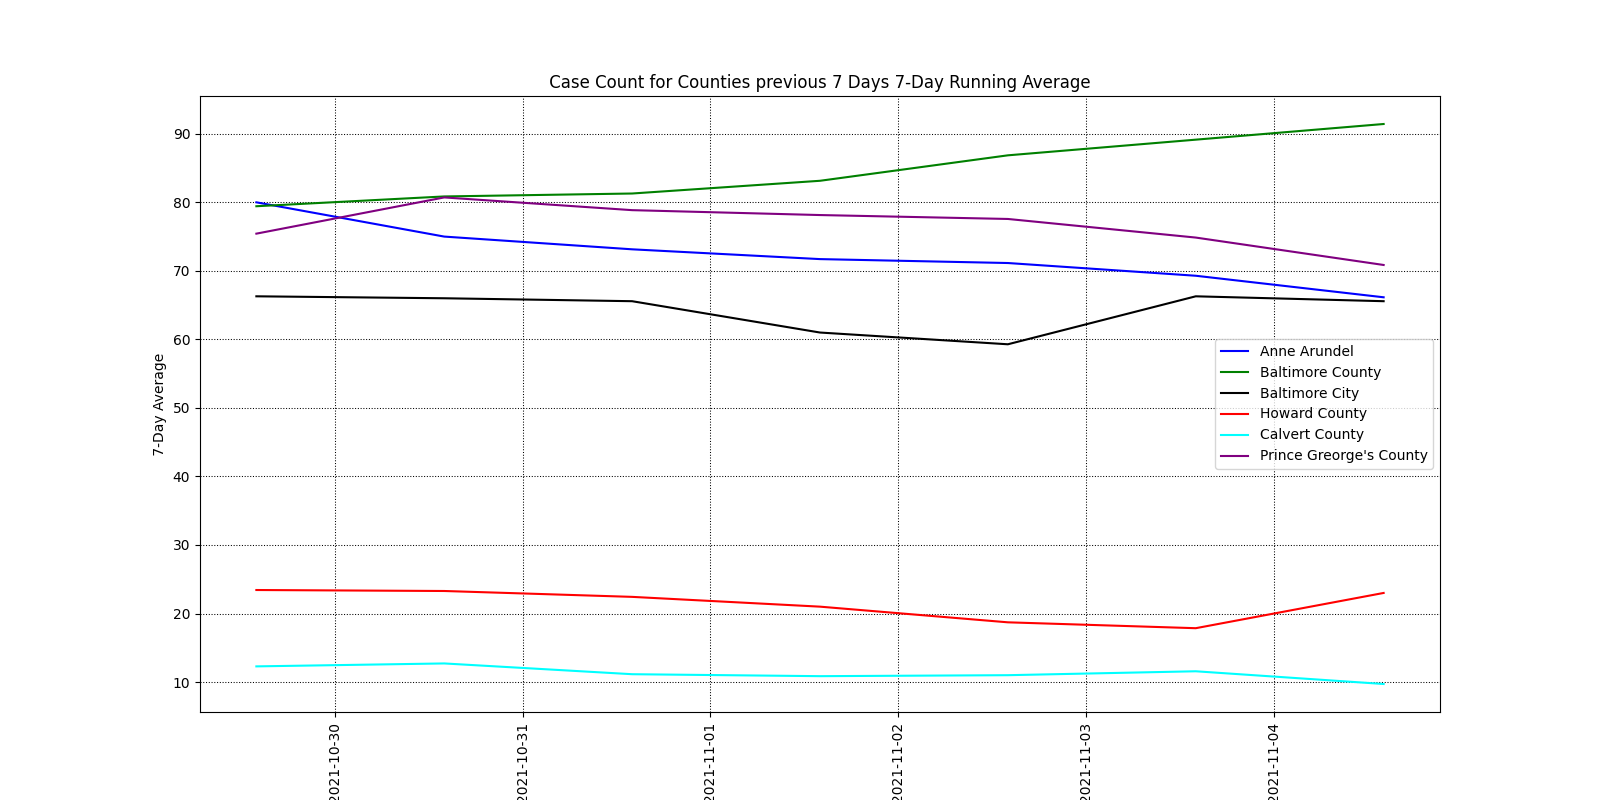 Case Count for Counties previous 7 Days 7-Day Running Average
7-Day Average
90
80
70
60
50
40
30
20
10
Anne Arundel
Baltimore County
Baltimore City
Howard County
Calvert County
Prince Greorge's County
2021-10-30
2021-10-31
2021-11-01
2021-11-02
2021-11-03
2021-11-04